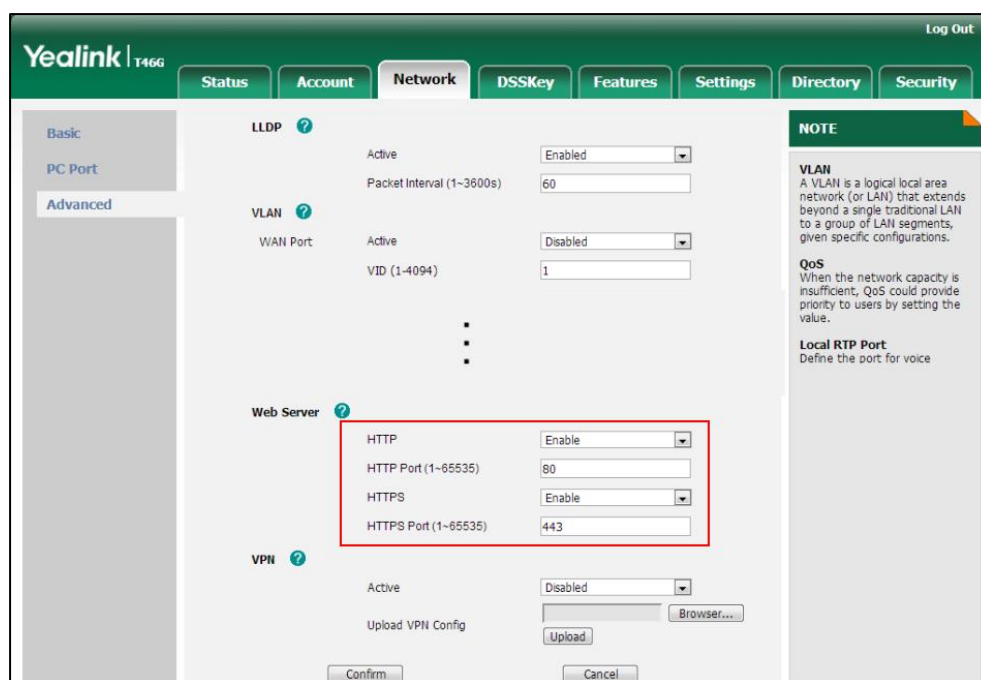 Log Out
Yealink T46G
Status Account Network DSSKey Features Settings Directory Security
Basic
PC Port
Advanced
LLDP ?
Active Enabled
Packet Interval (1~3600s) 60
VLAN ?
WAN Port Active Disabled
VID (1-4094) 1
Web Server ?
HTTP Enable
HTTP Port (1~65535) 80
HTTPS Enable
HTTPS Port (1~65535) 443
VPN ?
Active Disabled
Upload VPN Config Browser...
Upload
Confirm Cancel
NOTE
VLAN
A VLAN is a logical local area
network (or LAN) that extends
beyond a single traditional LAN
to a group of LAN segments,
given specific configurations.
QoS
When the network capacity is
insufficient, QoS could provide
priority to users by setting the
value.
Local RTP Port
Define the port for voice